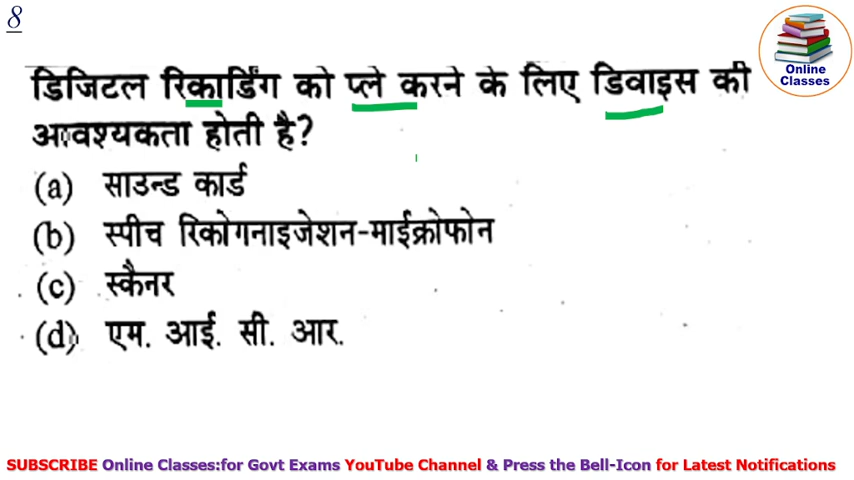 8
Online
Classes
डिजिटल रिकार्डिंग को प्ले करने के लिए डिवाइस की
आवश्यकता होती है?
(a) साउन्ड कार्ड
(b) स्पीच रिकोगनाइजेशन-माईक्रोफोन
(c) स्कैनर
(d) एम. आई. सी. आर.
SUBSCRIBE Online Classes:for Govt Exams YouTube Channel & Press the Bell-Icon for Latest Notifications